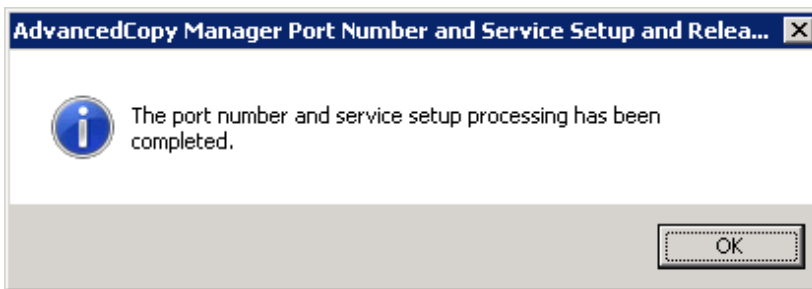 AdvancedCopy Manager Port Number and Service Setup and Relea...
The port number and service setup processing has been
completed.
OK